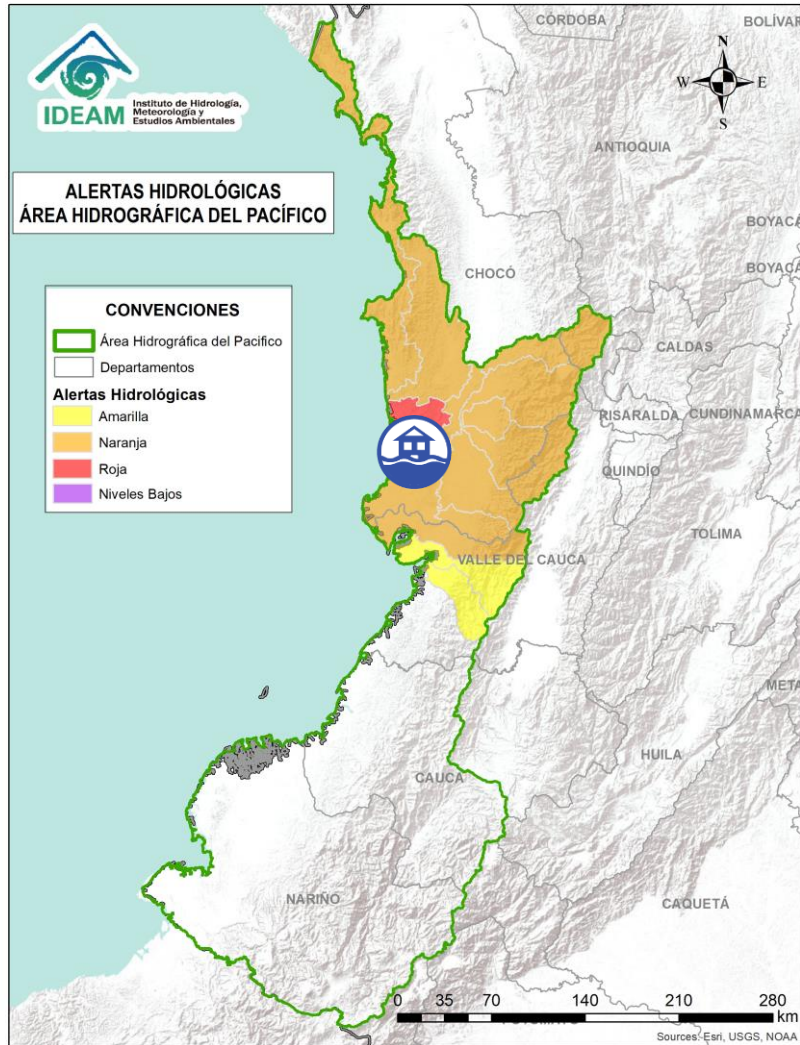 IDEAM
Instituto de Hidrología,
Meteorología y
Estudios Ambientales
CÓRDOBA
BOLÍVAR
N
W
E
S
ANTIOQUIA
ALERTAS HIDROLÓGICAS
ÁREA HIDROGRÁFICA DEL PACÍFICO
BOYACÁ
BOYACÁ
CHOCÓ
CONVENCIONES
Área Hidrográfica del Pacifico
Departamentos
Alertas Hidrológicas
Amarilla
Naranja
Roja
Niveles Bajos
CALDAS
RISARALDA
CUNDINAMARCA
QUINDÍO
TOLIMA
VALLE DEL CAUCA
META
HUILA
CAUCA
NARIÑO
CAQUETÁ
0 35 70 140 210 280
km
Sources: Esri, USGS, NOAA